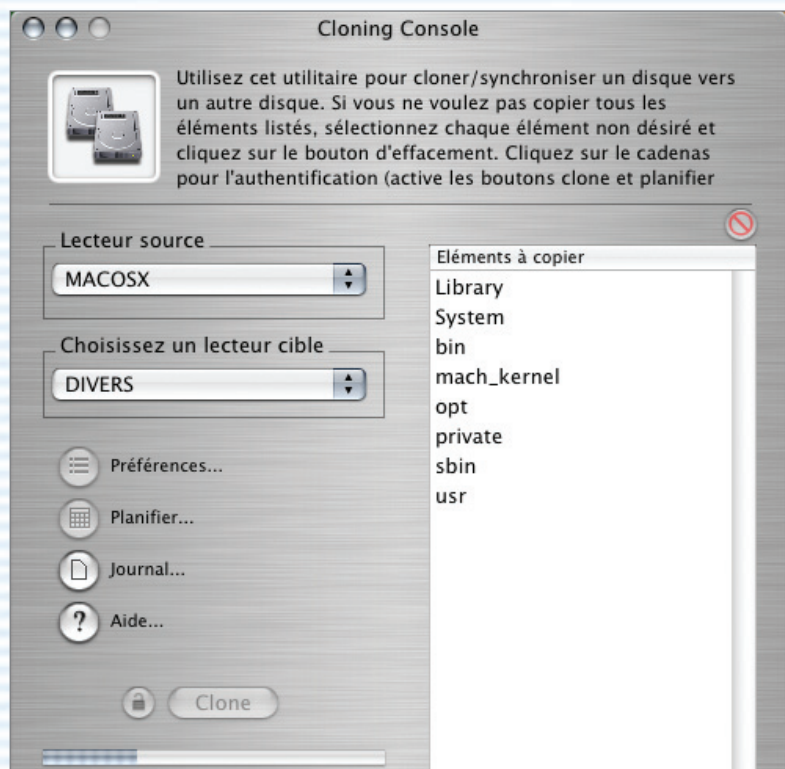 Cloning Console
Utilisez cet utilitaire pour cloner/synchroniser un disque vers
un autre disque. Si vous ne voulez pas copier tous les
éléments listés, sélectionnez chaque élément non désiré et
cliquez sur le bouton d'effacement. Cliquez sur le cadenas
pour l'authentification (active les boutons clone et planifier
Lecteur source
MACOSX
Choisissez un lecteur cible
DIVERS
Préférences...
Planifier...
Journal...
? Aide...
Clone
Eléments à copier
Library
System
bin
mach_kernel
opt
private
sbin
usr